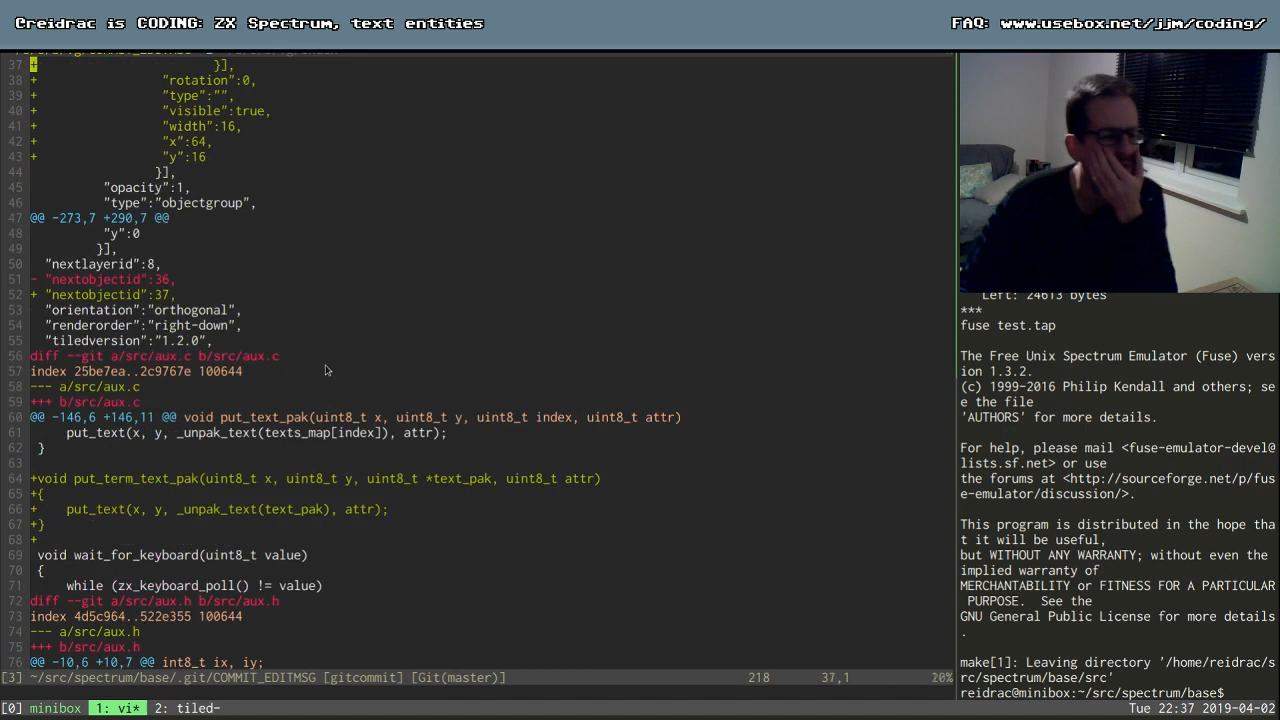 Creidrac is CODING: ZX Spectrum, text entities
FAQ: www.usebox.net/jjm/coding/
37 + }],
38 + "rotation":0,
39 + "type":"",
40 + "visible":true,
41 + "width":16,
42 + "x":64,
43 + "y":16
44 }],
45 "opacity":1,
46 "type":"objectgroup",
47 @@ -273,7 +290,7 @@
48 "y":0
49 }],
50 "nextlayerid":8,
51 - "nextobjectid":36,
52 + "nextobjectid":37,
53 "orientation":"orthogonal",
54 "renderorder":"right-down",
55 "tiledversion":"1.2.0",
56 diff --git a/src/aux.c b/src/aux.c
57 index 25be7ea..2c9767e 100644
58 --- a/src/aux.c
59 +++ b/src/aux.c
60 @@ -146,6 +146,11 @@ void put_text_pak(uint8_t x, uint8_t y, uint8_t index, uint8_t attr)
61 put_text(x, y, _unpak_text(texts_map[index]), attr);
62 }
63
64 +void put_term_text_pak(uint8_t x, uint8_t y, uint8_t *text_pak, uint8_t attr)
65 +{
66 + put_text(x, y, _unpak_text(text_pak), attr);
67 +}
68 +
69 void wait_for_keyboard(uint8_t value)
70 {
71 while (zx_keyboard_poll() != value)
72 diff --git a/src/aux.h b/src/aux.h
73 index 4d5c964..522e355 100644
74 --- a/src/aux.h
75 +++ b/src/aux.h
76 @@ -10,6 +10,7 @@ int8_t ix, iy;
[3] ~/src/spectrum/base/.git/COMMIT_EDITMSG [gitcommit] [Git(master)] 218 37,1 20%
Left: 24613 bytes
***
fuse test.tap
The Free Unix Spectrum Emulator (Fuse) vers
ion 1.3.2.
(c) 1999-2016 Philip Kendall and others; se
e the file
'AUTHORS' for more details.
For help, please mail <fuse-emulator-devel@
lists.sf.net> or use
the forums at <http://sourceforge.net/p/fus
e-emulator/discussion/>.
This program is distributed in the hope tha
t it will be useful,
but WITHOUT ANY WARRANTY; without even the
implied warranty of
MERCHANTABILITY or FITNESS FOR A PARTICULAR
PURPOSE. See the
GNU General Public License for more details
.
make[1]: Leaving directory '/home/reidrac/s
rc/spectrum/base/src'
reidrac@minibox:~/src/spectrum/base$
[0] minibox 1: vi* 2: tiled- Tue 22:37 2019-04-02